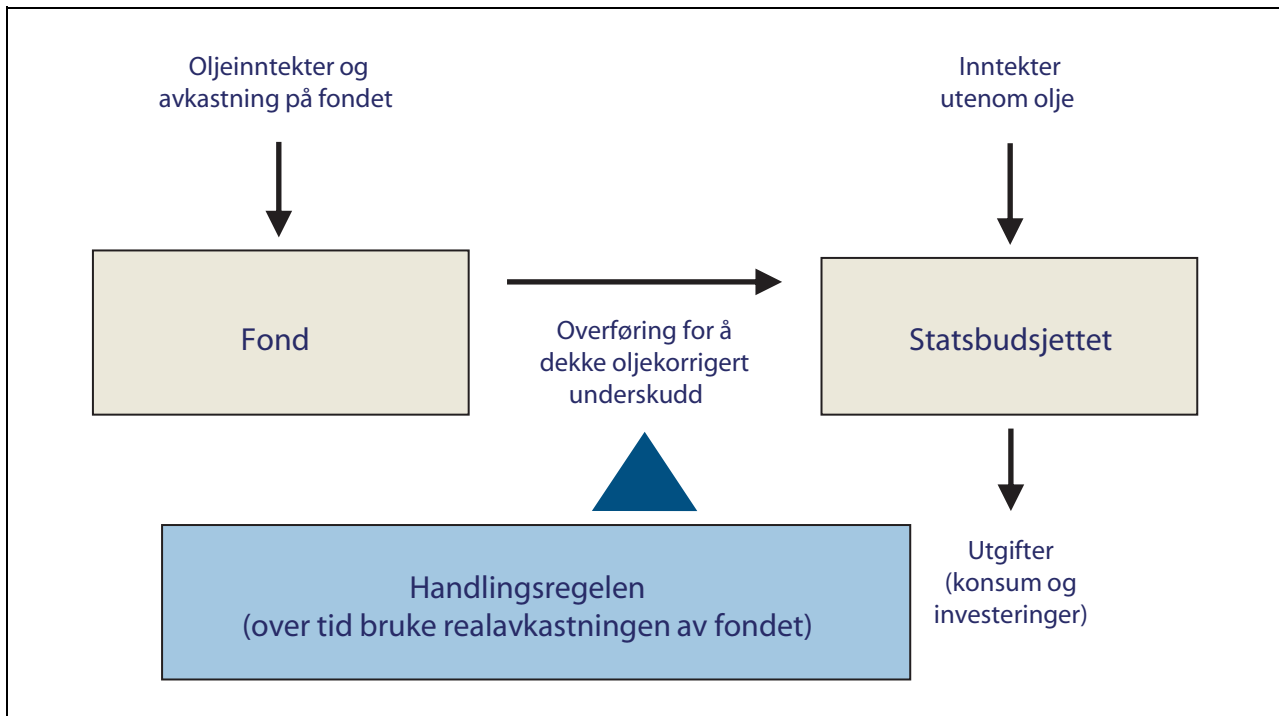 Oljeinntekter og
avkastning på fondet
Inntekter
utenom olje
Fond
Overføring for å
dekke oljekorrigert
underskudd
Statsbudsjettet
Handlingsregelen
(over tid bruke realavkastningen av fondet)
Utgifter
(konsum og
investeringer)